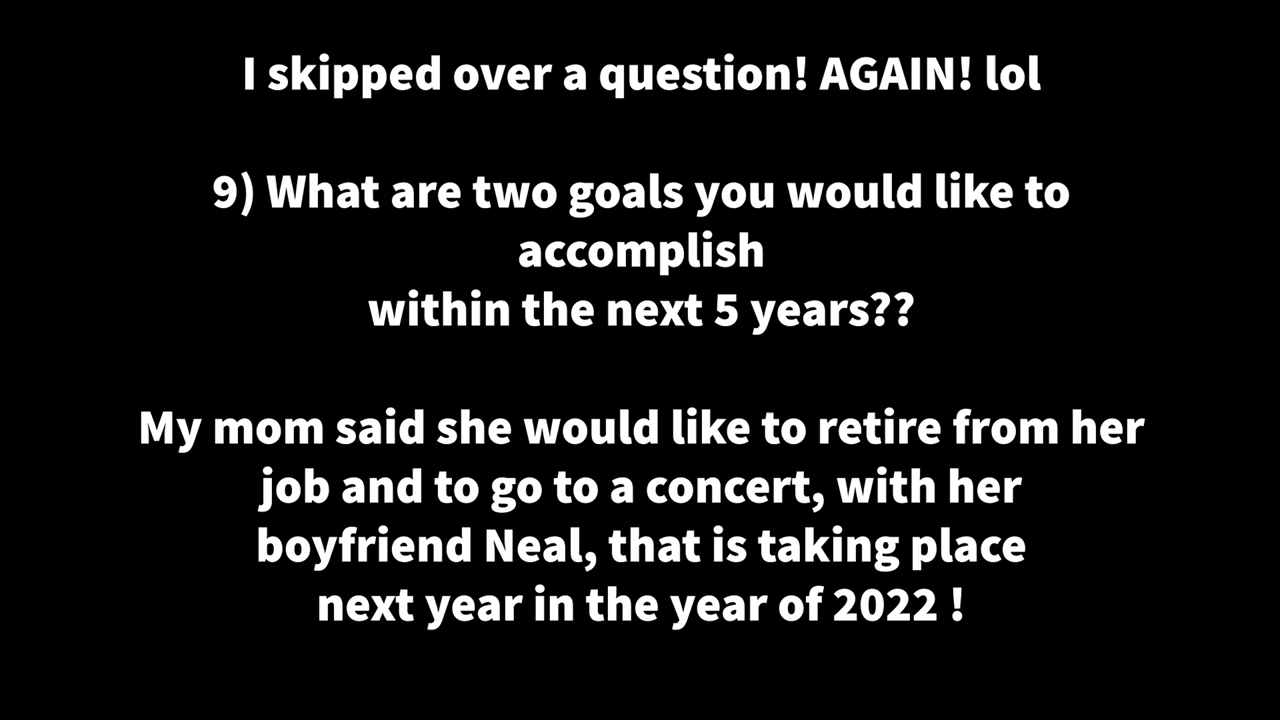 I skipped over a question! AGAIN! lol
9) What are two goals you would like to
accomplish
within the next 5 years??
My mom said she would like to retire from her
job and to go to a concert, with her
boyfriend Neal, that is taking place
next year in the year of 2022 !